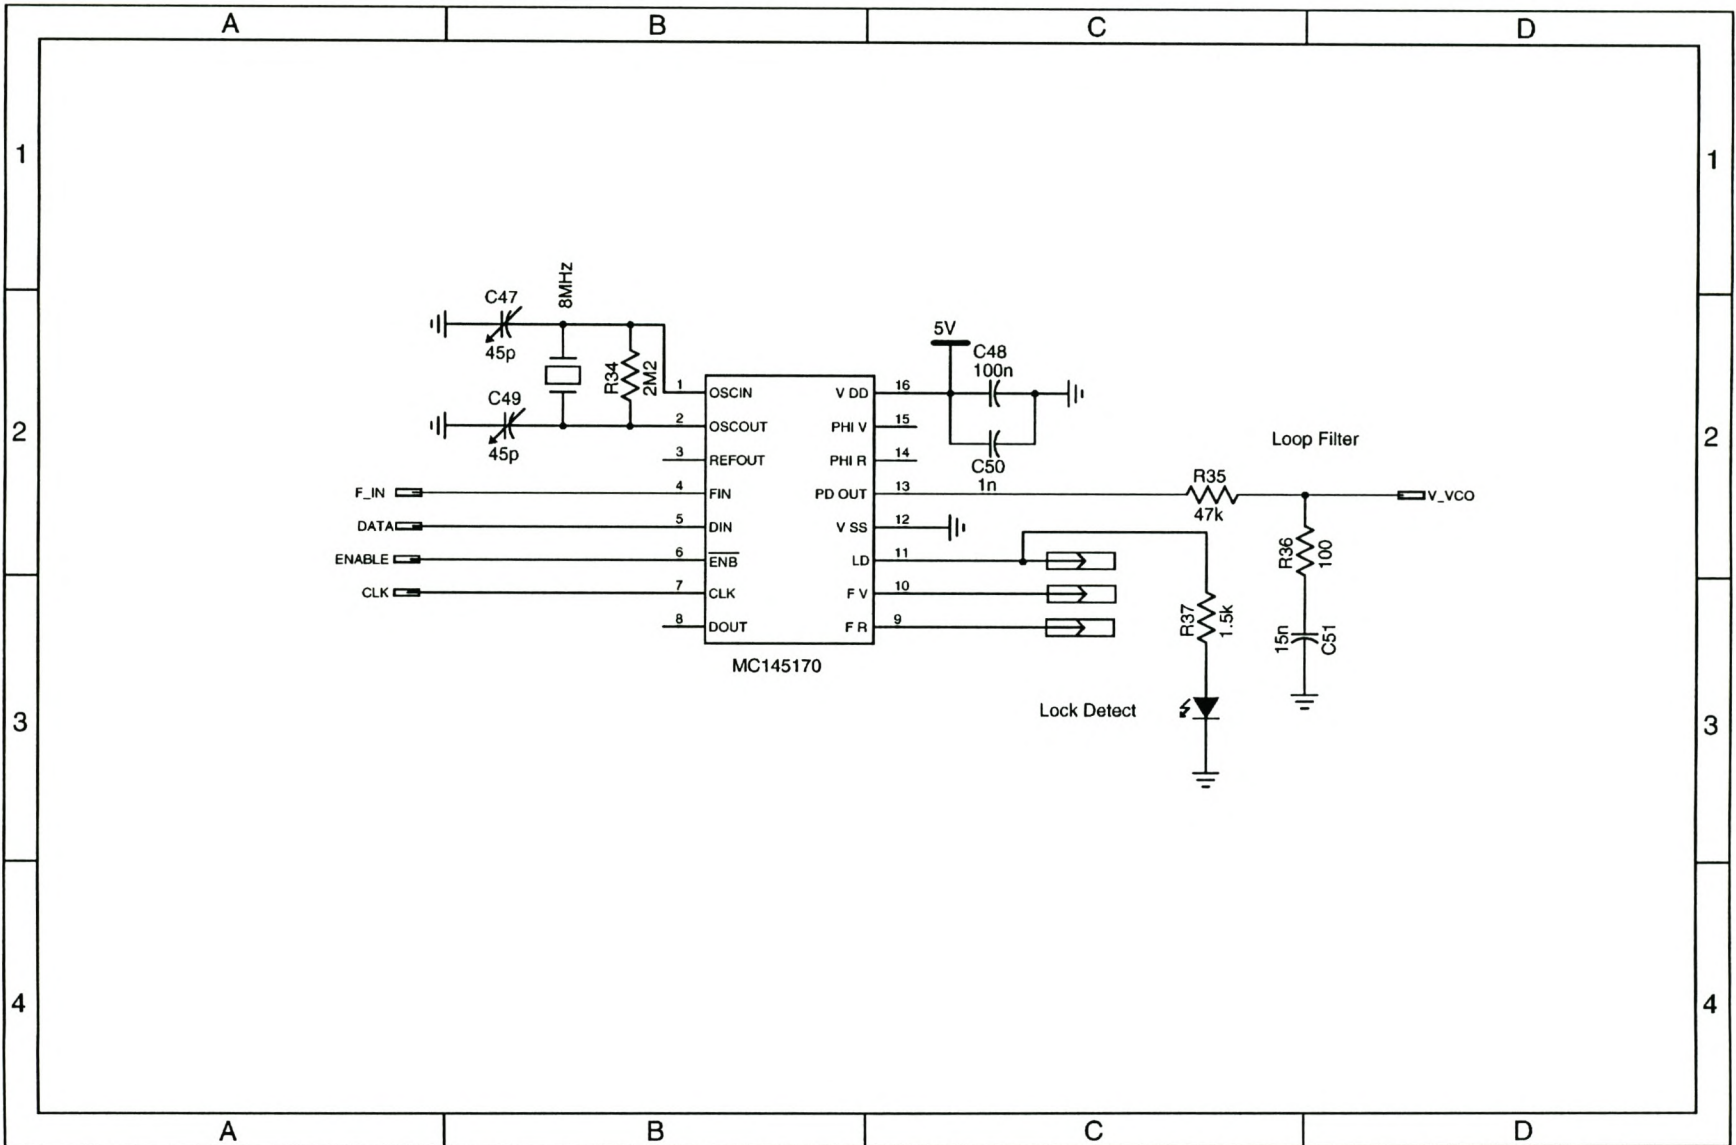 A B C D
1 1
8MHz
C47
45p
5V
C48
100n
R34
2M2
C49
45p
1 OSCIN V DD 16
2 OSCOUT PHI V 15
3 REFOUT PHI R 14
F_IN 4 FIN PD OUT 13
DATA 5 DIN V SS 12
ENABLE 6 ENB LD 11
CLK 7 CLK F V 10
8 DOUT F R 9
MC145170
C50
1n
2 2
Loop Filter
R35
47k
V_VCO
R36
100
R37
1.5k
15n
C51
Lock Detect
3 3
4 4
A B C D